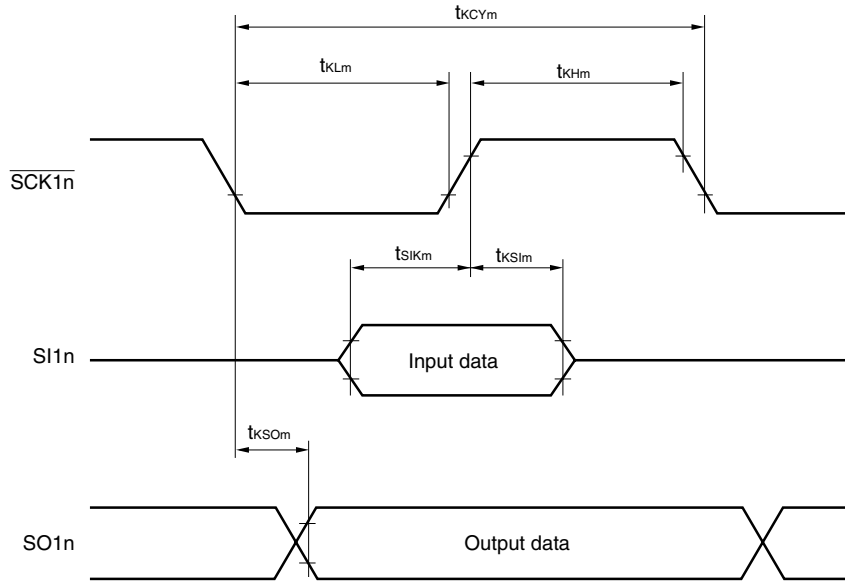 tKCYm
tKLm
tKHm
SCK1n
tSIKm
tKSIm
SI1n
Input data
tKSOm
SO1n
Output data